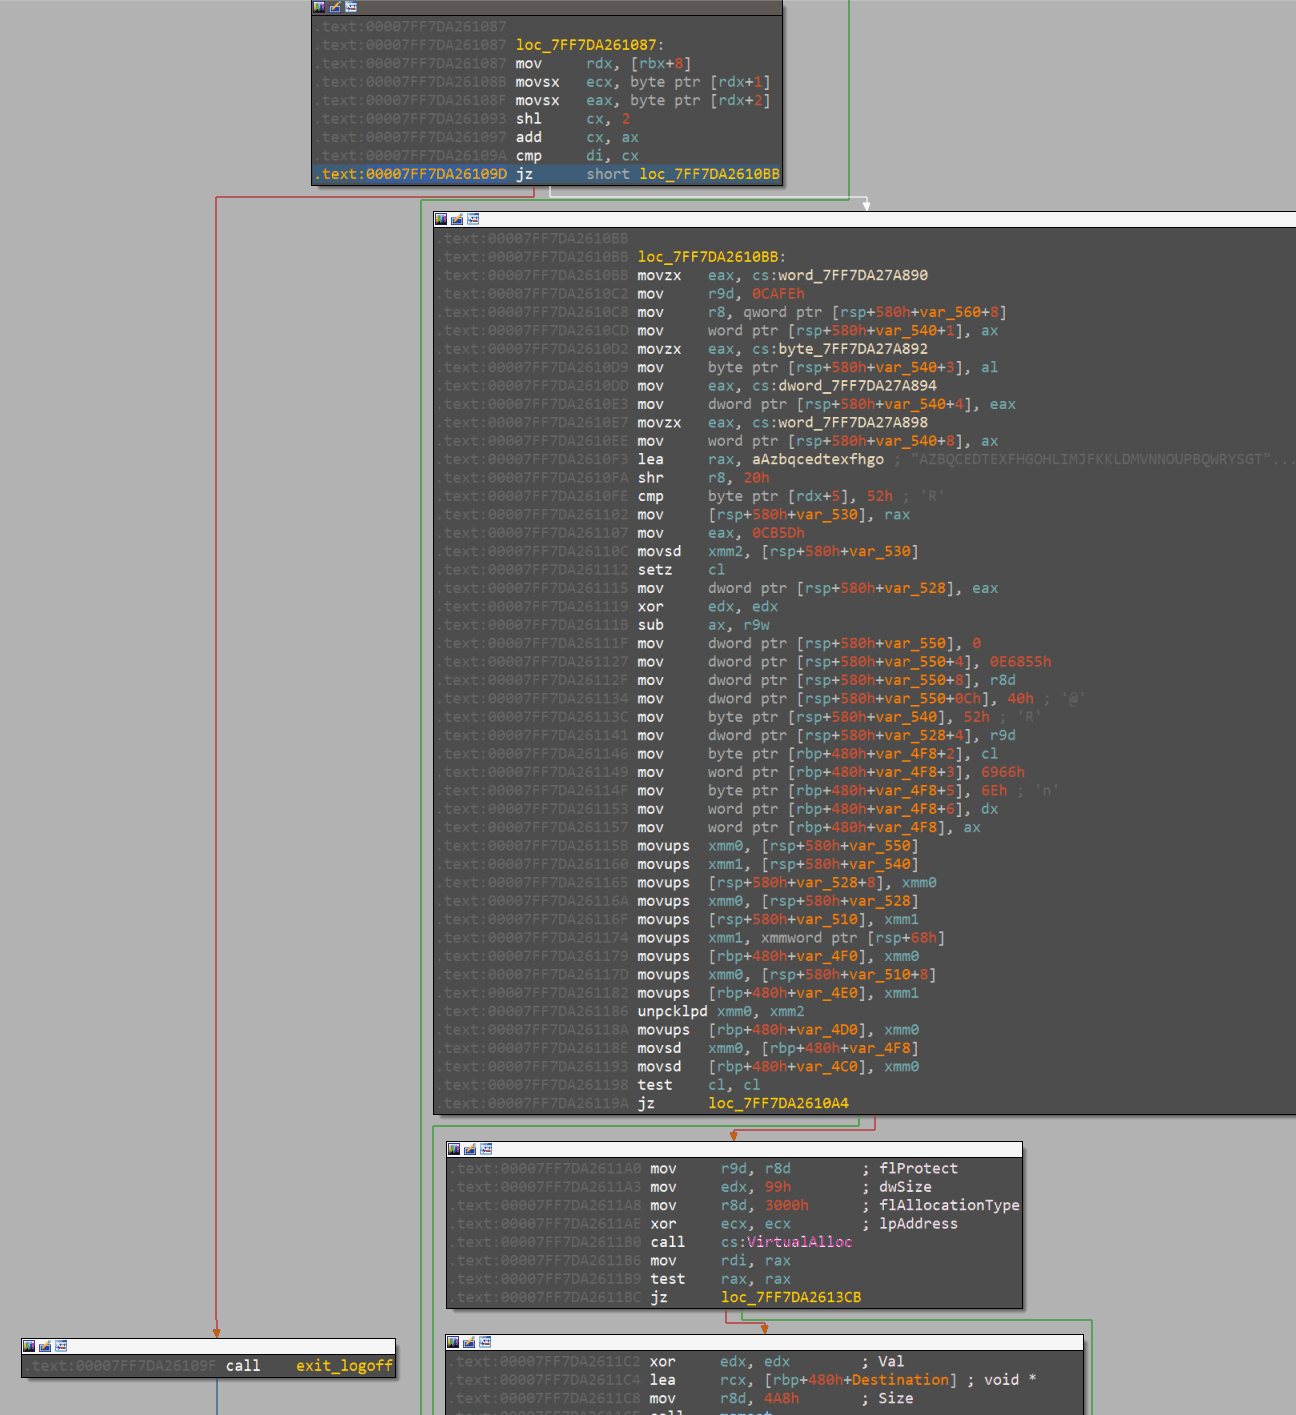 .text:00007FF7DA261087
.text:00007FF7DA261087 loc_7FF7DA261087:
.text:00007FF7DA261087 mov rdx, [rbx+8]
.text:00007FF7DA26108B movsx ecx, byte ptr [rdx+1]
.text:00007FF7DA26108F movsx eax, byte ptr [rdx+2]
.text:00007FF7DA261093 shl cx, 2
.text:00007FF7DA261097 add cx, ax
.text:00007FF7DA26109A cmp di, cx
.text:00007FF7DA26109D jz short loc_7FF7DA2610BB
.text:00007FF7DA2610BB
.text:00007FF7DA2610BB loc_7FF7DA2610BB:
.text:00007FF7DA2610BB movzx eax, cs:word_7FF7DA27A890
.text:00007FF7DA2610C2 mov r9d, 0CAFEh
.text:00007FF7DA2610C8 mov r8, qword ptr [rsp+580h+var_560+8]
.text:00007FF7DA2610CD mov word ptr [rsp+580h+var_540+1], ax
.text:00007FF7DA2610D2 movzx eax, cs:byte_7FF7DA27A892
.text:00007FF7DA2610D9 mov byte ptr [rsp+580h+var_540+3], al
.text:00007FF7DA2610DD mov eax, cs:dword_7FF7DA27A894
.text:00007FF7DA2610E3 mov dword ptr [rsp+580h+var_540+4], eax
.text:00007FF7DA2610E7 movzx eax, cs:word_7FF7DA27A898
.text:00007FF7DA2610EE mov word ptr [rsp+580h+var_540+8], ax
.text:00007FF7DA2610F3 lea rax, aAzbqcedtexfhgo ; "AZBQCEDTEXFHGOHLIMJFKKLDMVNNOUPBQWRYSGT"...
.text:00007FF7DA2610FA shr r8, 20h
.text:00007FF7DA2610FE cmp byte ptr [rdx+5], 52h ; 'R'
.text:00007FF7DA261102 mov [rsp+580h+var_530], rax
.text:00007FF7DA261107 mov eax, 0CB5Dh
.text:00007FF7DA26110C movsd xmm2, [rsp+580h+var_530]
.text:00007FF7DA261112 setz cl
.text:00007FF7DA261115 mov dword ptr [rsp+580h+var_528], eax
.text:00007FF7DA261119 xor edx, edx
.text:00007FF7DA26111B sub ax, r9w
.text:00007FF7DA26111F mov dword ptr [rsp+580h+var_550], 0
.text:00007FF7DA261127 mov dword ptr [rsp+580h+var_550+4], 0E6855h
.text:00007FF7DA26112F mov dword ptr [rsp+580h+var_550+8], r8d
.text:00007FF7DA261134 mov dword ptr [rsp+580h+var_550+0Ch], 40h ; '@'
.text:00007FF7DA26113C mov byte ptr [rsp+580h+var_540], 52h ; 'R'
.text:00007FF7DA261141 mov dword ptr [rsp+580h+var_528+4], r9d
.text:00007FF7DA261146 mov byte ptr [rbp+480h+var_4F8+2], cl
.text:00007FF7DA261149 mov word ptr [rbp+480h+var_4F8+3], 6966h
.text:00007FF7DA26114F mov byte ptr [rbp+480h+var_4F8+5], 6Eh ; 'n'
.text:00007FF7DA261153 mov word ptr [rbp+480h+var_4F8+6], dx
.text:00007FF7DA261157 mov word ptr [rbp+480h+var_4F8], ax
.text:00007FF7DA26115B movups xmm0, [rsp+580h+var_550]
.text:00007FF7DA261160 movups xmm1, [rsp+580h+var_540]
.text:00007FF7DA261165 movups [rsp+580h+var_528+8], xmm0
.text:00007FF7DA26116A movups xmm0, [rsp+580h+var_528]
.text:00007FF7DA26116F movups [rsp+580h+var_510], xmm1
.text:00007FF7DA261174 movups xmm1, xmmword ptr [rsp+68h]
.text:00007FF7DA261179 movups [rbp+480h+var_4F0], xmm0
.text:00007FF7DA26117D movups xmm0, [rsp+580h+var_510+8]
.text:00007FF7DA261182 movups [rbp+480h+var_4E0], xmm1
.text:00007FF7DA261186 unpcklpd xmm0, xmm2
.text:00007FF7DA26118A movups [rbp+480h+var_4D0], xmm0
.text:00007FF7DA26118E movsd xmm0, [rbp+480h+var_4F8]
.text:00007FF7DA261193 movsd [rbp+480h+var_4C0], xmm0
.text:00007FF7DA261198 test cl, cl
.text:00007FF7DA26119A jz loc_7FF7DA2610A4
.text:00007FF7DA2611A0 mov r9d, r8d ; flProtect
.text:00007FF7DA2611A3 mov edx, 99h ; dwSize
.text:00007FF7DA2611A8 mov r8d, 3000h ; flAllocationType
.text:00007FF7DA2611AE xor ecx, ecx ; lpAddress
.text:00007FF7DA2611B0 call cs:VirtualAlloc
.text:00007FF7DA2611B6 mov rdi, rax
.text:00007FF7DA2611B9 test rax, rax
.text:00007FF7DA2611BC jz loc_7FF7DA2613CB
.text:00007FF7DA26109F call exit_logoff
.text:00007FF7DA2611C2 xor edx, edx ; Val
.text:00007FF7DA2611C4 lea rcx, [rbp+480h+Destination] ; void *
.text:00007FF7DA2611C8 mov r8d, 4A8h ; Size